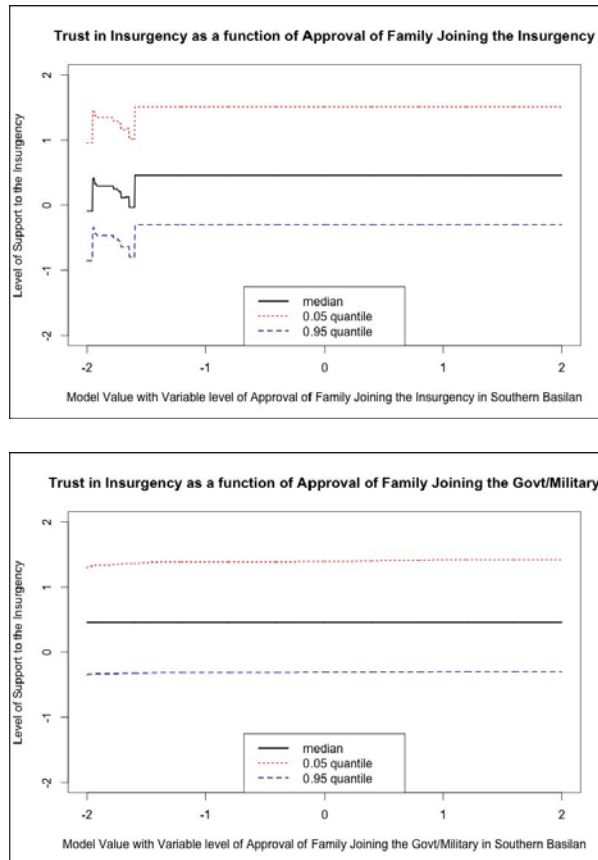 Trust in Insurgency as a function of Approval of Family Joining the Insurgency
Level of Support to the Insurgency
2
1
0
-1
-2
median
0.05 quantile
0.95 quantile
-2
-1
0
1
2
Model Value with Variable level of Approval of Family Joining the Insurgency in Southern Basilan
Trust in Insurgency as a function of Approval of Family Joining the Govt/Military
Level of Support to the Insurgency
2
1
0
-1
-2
median
0.05 quantile
0.95 quantile
-2
-1
0
1
2
Model Value with Variable level of Approval of Family Joining the Govt/Military in Southern Basilan